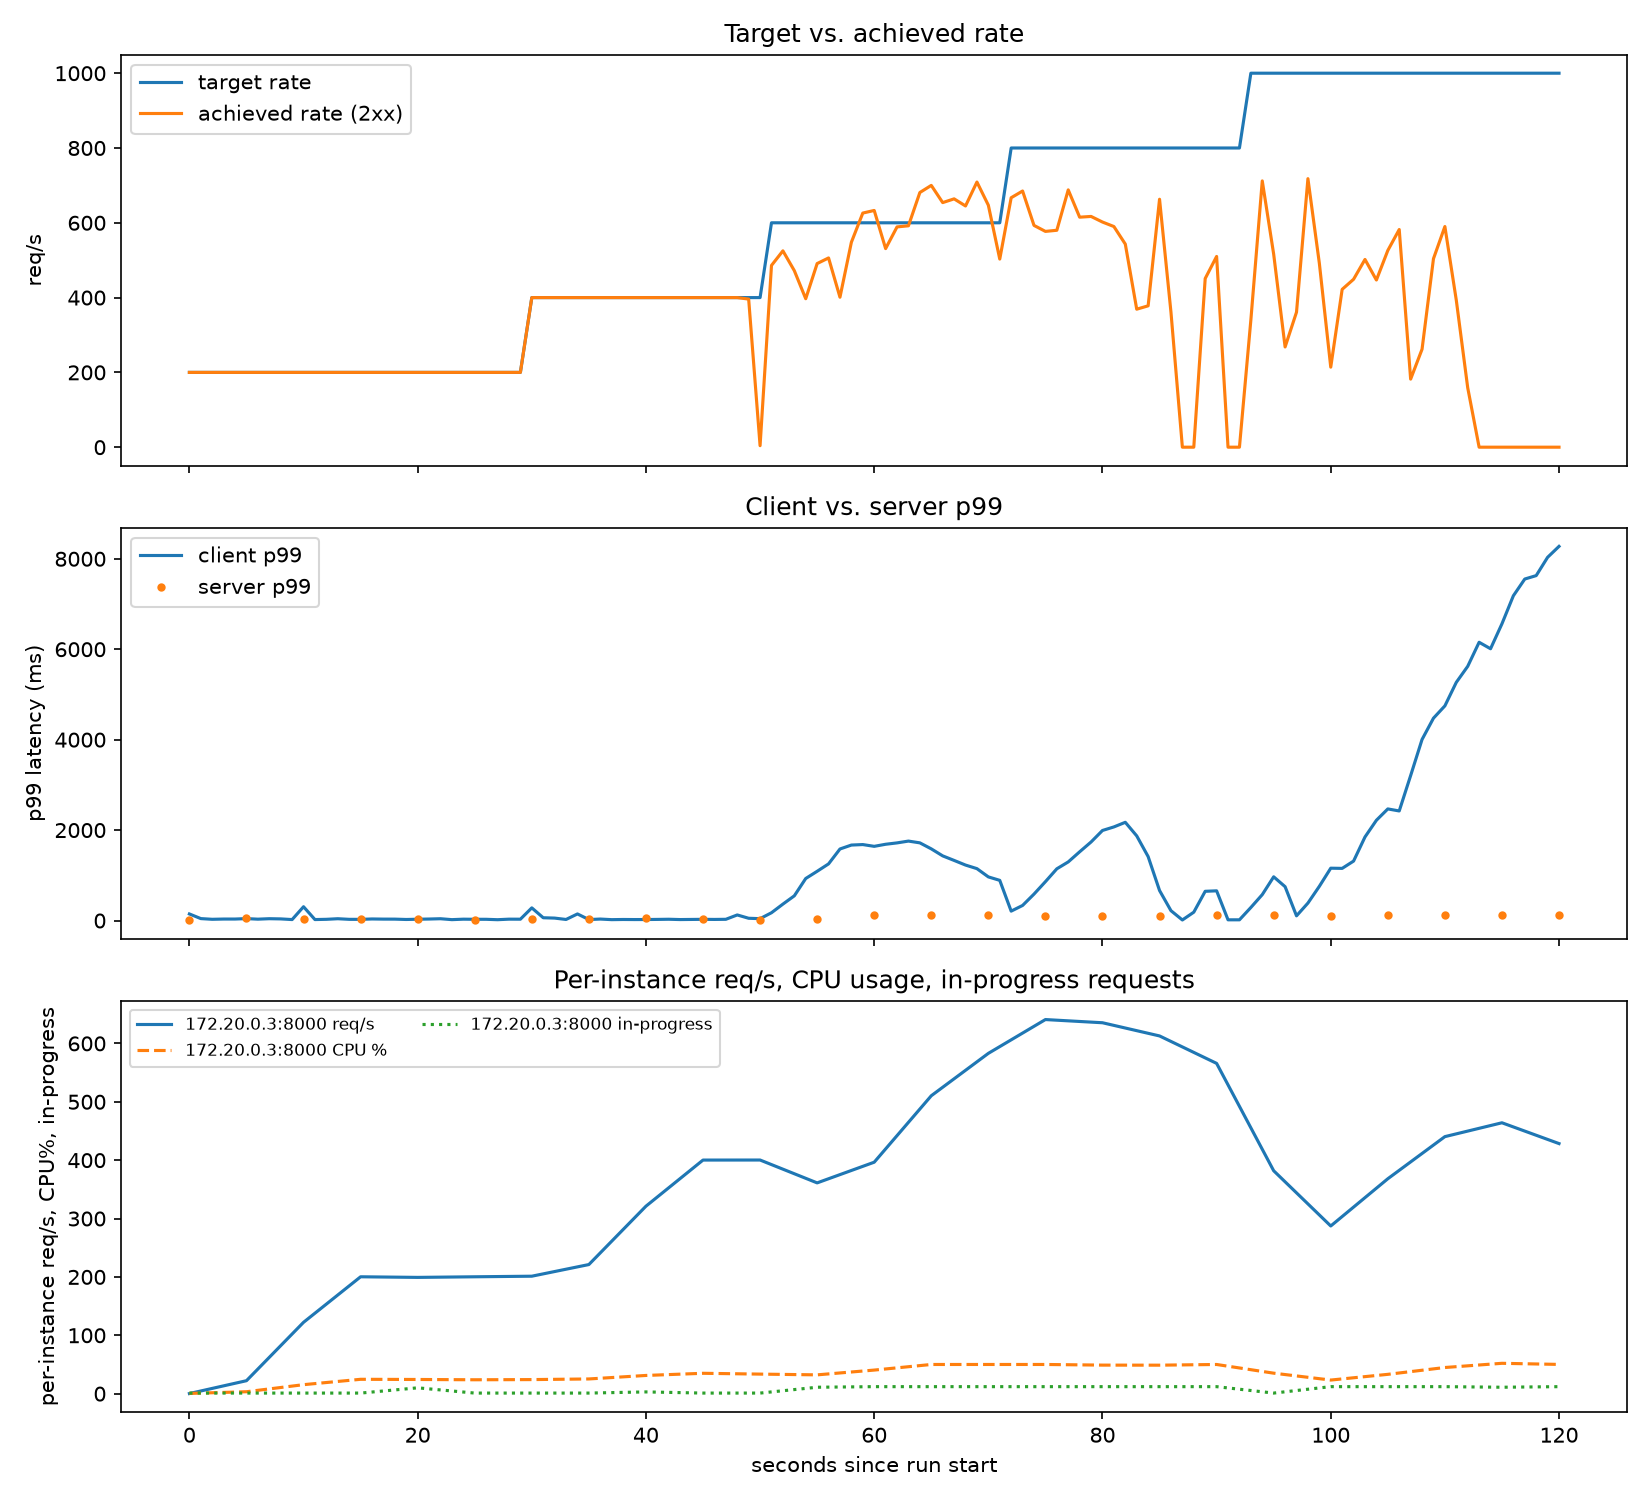 Target vs. achieved rate
target rate
achieved rate (2xx)
req/s
1000
800
600
400
200
0
Client vs. server p99
client p99
server p99
p99 latency (ms)
8000
6000
4000
2000
0
Per-instance req/s, CPU usage, in-progress requests
172.20.0.3:8000 req/s
172.20.0.3:8000 CPU %
172.20.0.3:8000 in-progress
per-instance req/s, CPU%, in-progress
600
500
400
300
200
100
0
0 20 40 60 80 100 120
seconds since run start